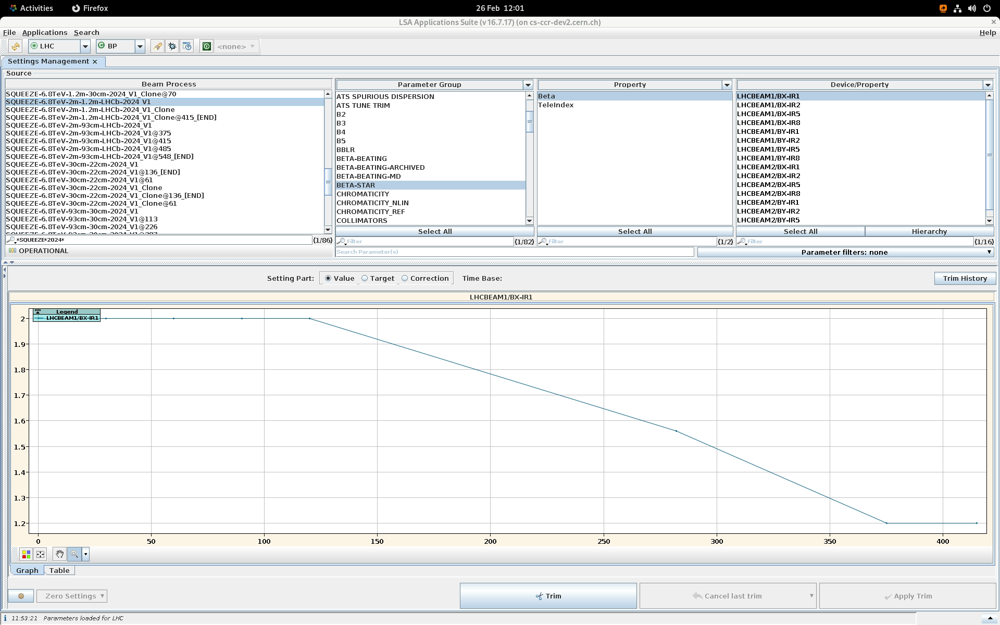 Activities Firefox 26 Feb 12:01
LSA Applications Suite (v 16.7.17) (on cs-ccr-dev2.cern.ch)
File Applications Search Help
LHC BP <none>
Settings Management
Source
Beam Process
SQUEEZE-6.8TeV-1.2m-30cm-2024_V1_Clone@70
SQUEEZE-6.8TeV-2m-1.2m-LHCb-2024_V1
SQUEEZE-6.8TeV-2m-1.2m-LHCb-2024_V1_Clone
SQUEEZE-6.8TeV-2m-1.2m-LHCb-2024_V1_Clone@415_[END]
SQUEEZE-6.8TeV-2m-93cm-LHCb-2024_V1
SQUEEZE-6.8TeV-2m-93cm-LHCb-2024_V1@375
SQUEEZE-6.8TeV-2m-93cm-LHCb-2024_V1@415
SQUEEZE-6.8TeV-2m-93cm-LHCb-2024_V1@485
SQUEEZE-6.8TeV-2m-93cm-LHCb-2024_V1@548_[END]
SQUEEZE-6.8TeV-30cm-22cm-2024_V1
SQUEEZE-6.8TeV-30cm-22cm-2024_V1@136_[END]
SQUEEZE-6.8TeV-30cm-22cm-2024_V1@61
SQUEEZE-6.8TeV-30cm-22cm-2024_V1_Clone
SQUEEZE-6.8TeV-30cm-22cm-2024_V1_Clone@136_[END]
SQUEEZE-6.8TeV-30cm-22cm-2024_V1_Clone@61
SQUEEZE-6.8TeV-93cm-30cm-2024_V1
SQUEEZE-6.8TeV-93cm-30cm-2024_V1@113
SQUEEZE-6.8TeV-93cm-30cm-2024_V1@226
*SQUEEZE*2024* (1/86)
OPERATIONAL
Parameter Group
ATS SPURIOUS DISPERSION
ATS TUNE TRIM
B2
B3
B4
B5
BBLR
BETA-BEATING
BETA-BEATING-ARCHIVED
BETA-BEATING-MD
BETA-STAR
CHROMATICITY
CHROMATICITY_NLIN
CHROMATICITY_REF
COLLIMATORS
Select All
Filter (1/82)
Property
Beta
TeleIndex
Select All
Filter (1/2)
Device/Property
LHCBEAM1/BX-IR1
LHCBEAM1/BX-IR2
LHCBEAM1/BX-IR5
LHCBEAM1/BX-IR8
LHCBEAM1/BY-IR1
LHCBEAM1/BY-IR2
LHCBEAM1/BY-IR5
LHCBEAM1/BY-IR8
LHCBEAM2/BX-IR1
LHCBEAM2/BX-IR2
LHCBEAM2/BX-IR5
LHCBEAM2/BX-IR8
LHCBEAM2/BY-IR1
LHCBEAM2/BY-IR2
LHCBEAM2/BY-IR5
Select All Hierarchy
Filter (1/16)
Search Parameter(s) Parameter filters: none
Setting Part: Value Target Correction Time Base: Trim History
LHCBEAM1/BX-IR1
Legend
LHCBEAM1/BX-IR1
2
1.9
1.8
1.7
1.6
1.5
1.4
1.3
1.2
0 50 100 150 200 250 300 350 400
Graph Table
Zero Settings Trim Cancel last trim Apply Trim
11:53:21 Parameters loaded for LHC